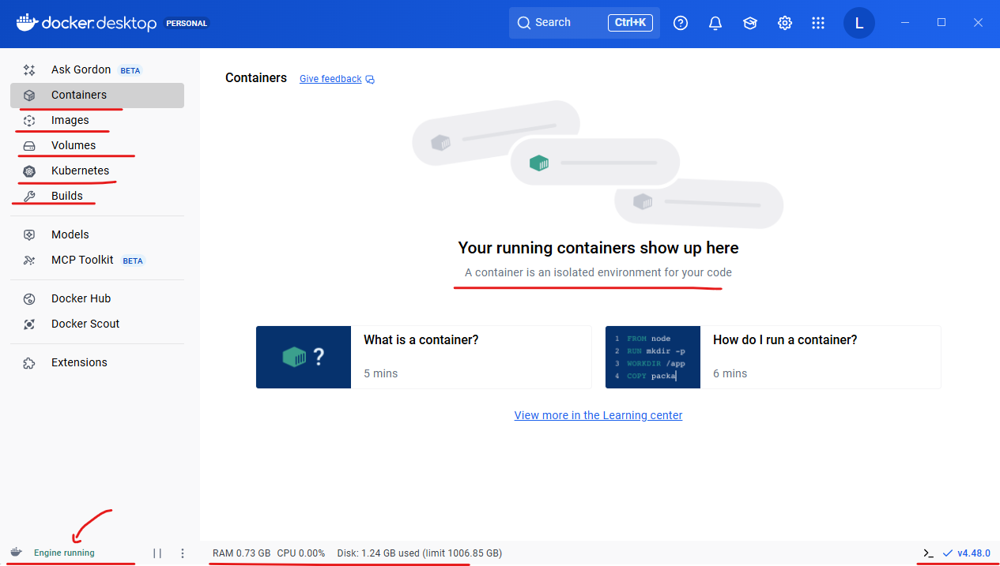 docker.desktop PERSONAL
Search Ctrl+K
L
Ask Gordon BETA
Containers
Images
Volumes
Kubernetes
Builds
Models
MCP Toolkit BETA
Docker Hub
Docker Scout
Extensions
Containers Give feedback
Your running containers show up here
A container is an isolated environment for your code
?
What is a container?
5 mins
1 FROM node
2 RUN mkdir -p
3 WORKDIR /app
4 COPY packa
How do I run a container?
6 mins
View more in the Learning center
Engine running
RAM 0.73 GB CPU 0.00% Disk: 1.24 GB used (limit 1006.85 GB)
v4.48.0